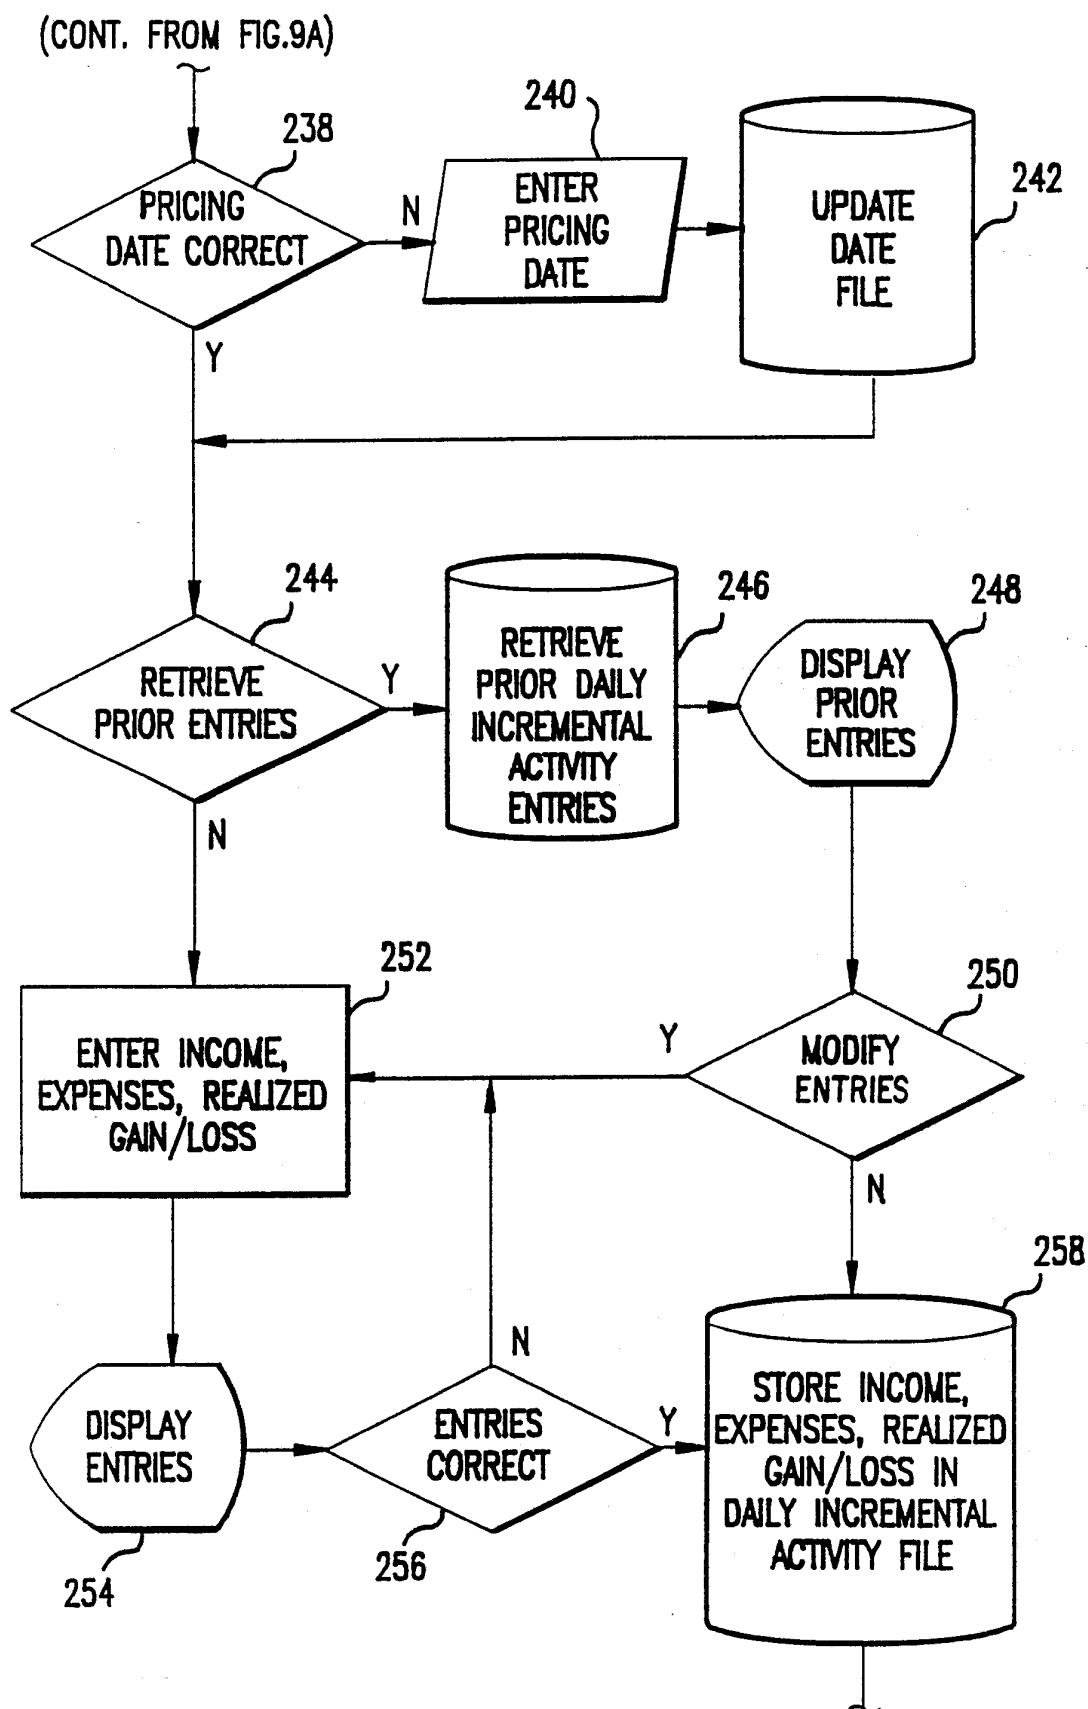 (CONT. FROM FIG.9A)
238
PRICING
DATE CORRECT
N
Y
240
ENTER
PRICING
DATE
242
UPDATE
DATE
FILE
244
RETRIEVE
PRIOR ENTRIES
Y
N
246
RETRIEVE
PRIOR DAILY
INCREMENTAL
ACTIVITY
ENTRIES
248
DISPLAY
PRIOR
ENTRIES
250
MODIFY
ENTRIES
Y
N
252
ENTER INCOME,
EXPENSES, REALIZED
GAIN/LOSS
254
DISPLAY
ENTRIES
256
ENTRIES
CORRECT
N
Y
258
STORE INCOME,
EXPENSES, REALIZED
GAIN/LOSS IN
DAILY INCREMENTAL
ACTIVITY FILE